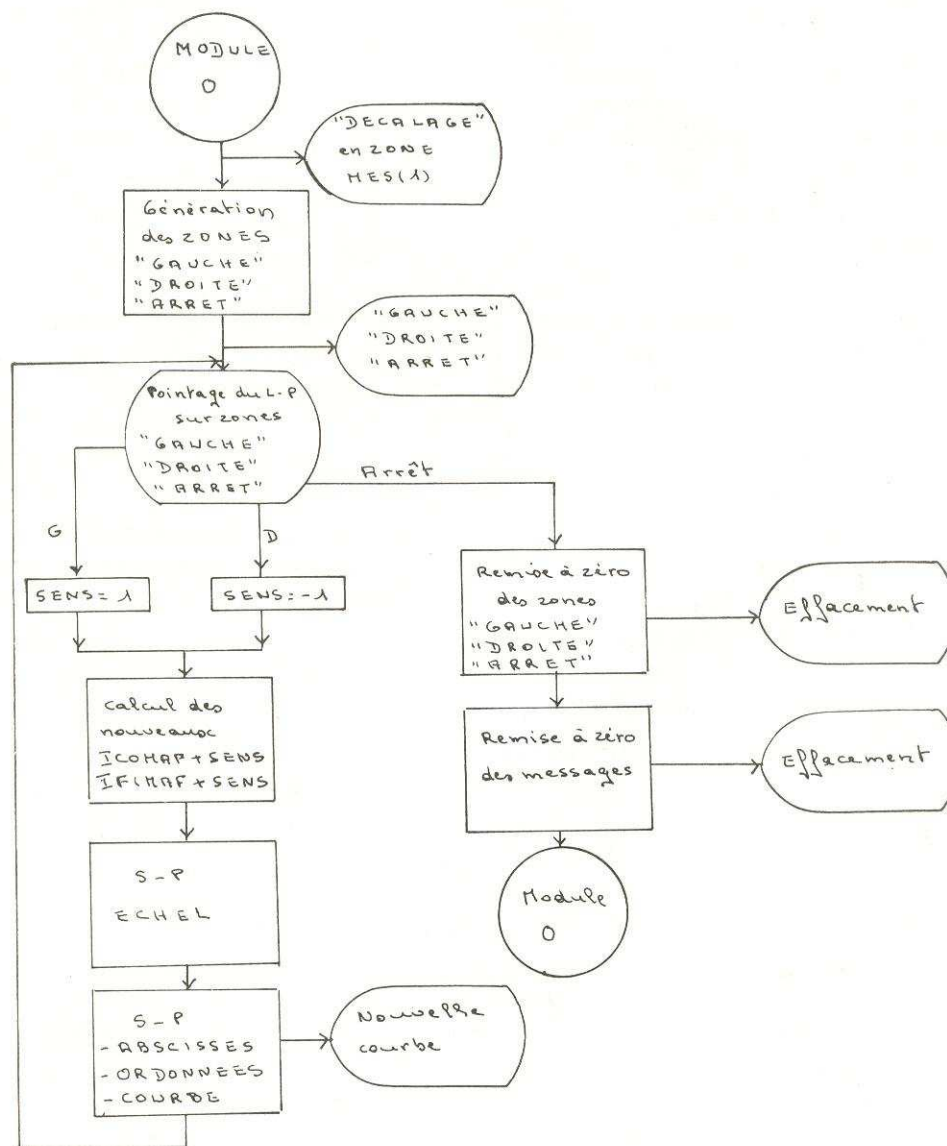 MODULE
0
"DECALAGE"
en ZONE
MES(1)
Génération
des ZONES
"GAUCHE"
"DROITE"
"ARRET"
"GAUCHE"
"DROITE"
"ARRET"
Pointage du L-P
sur zones
"GAUCHE"
"DROITE"
"ARRET"
Arrêt
G
D
SENS=1
SENS=-1
Remise à zéro
des zones
"GAUCHE"
"DROITE"
"ARRET"
Effacement
calcul des
nouveaux
ICOMAP+SENS
IFIMAF+SENS
Remise à zéro
des messages
Effacement
S-P
ECHEL
Module
0
S-P
-ABSCISSES
-ORDONNEES
-COURBE
Nouvelle
courbe